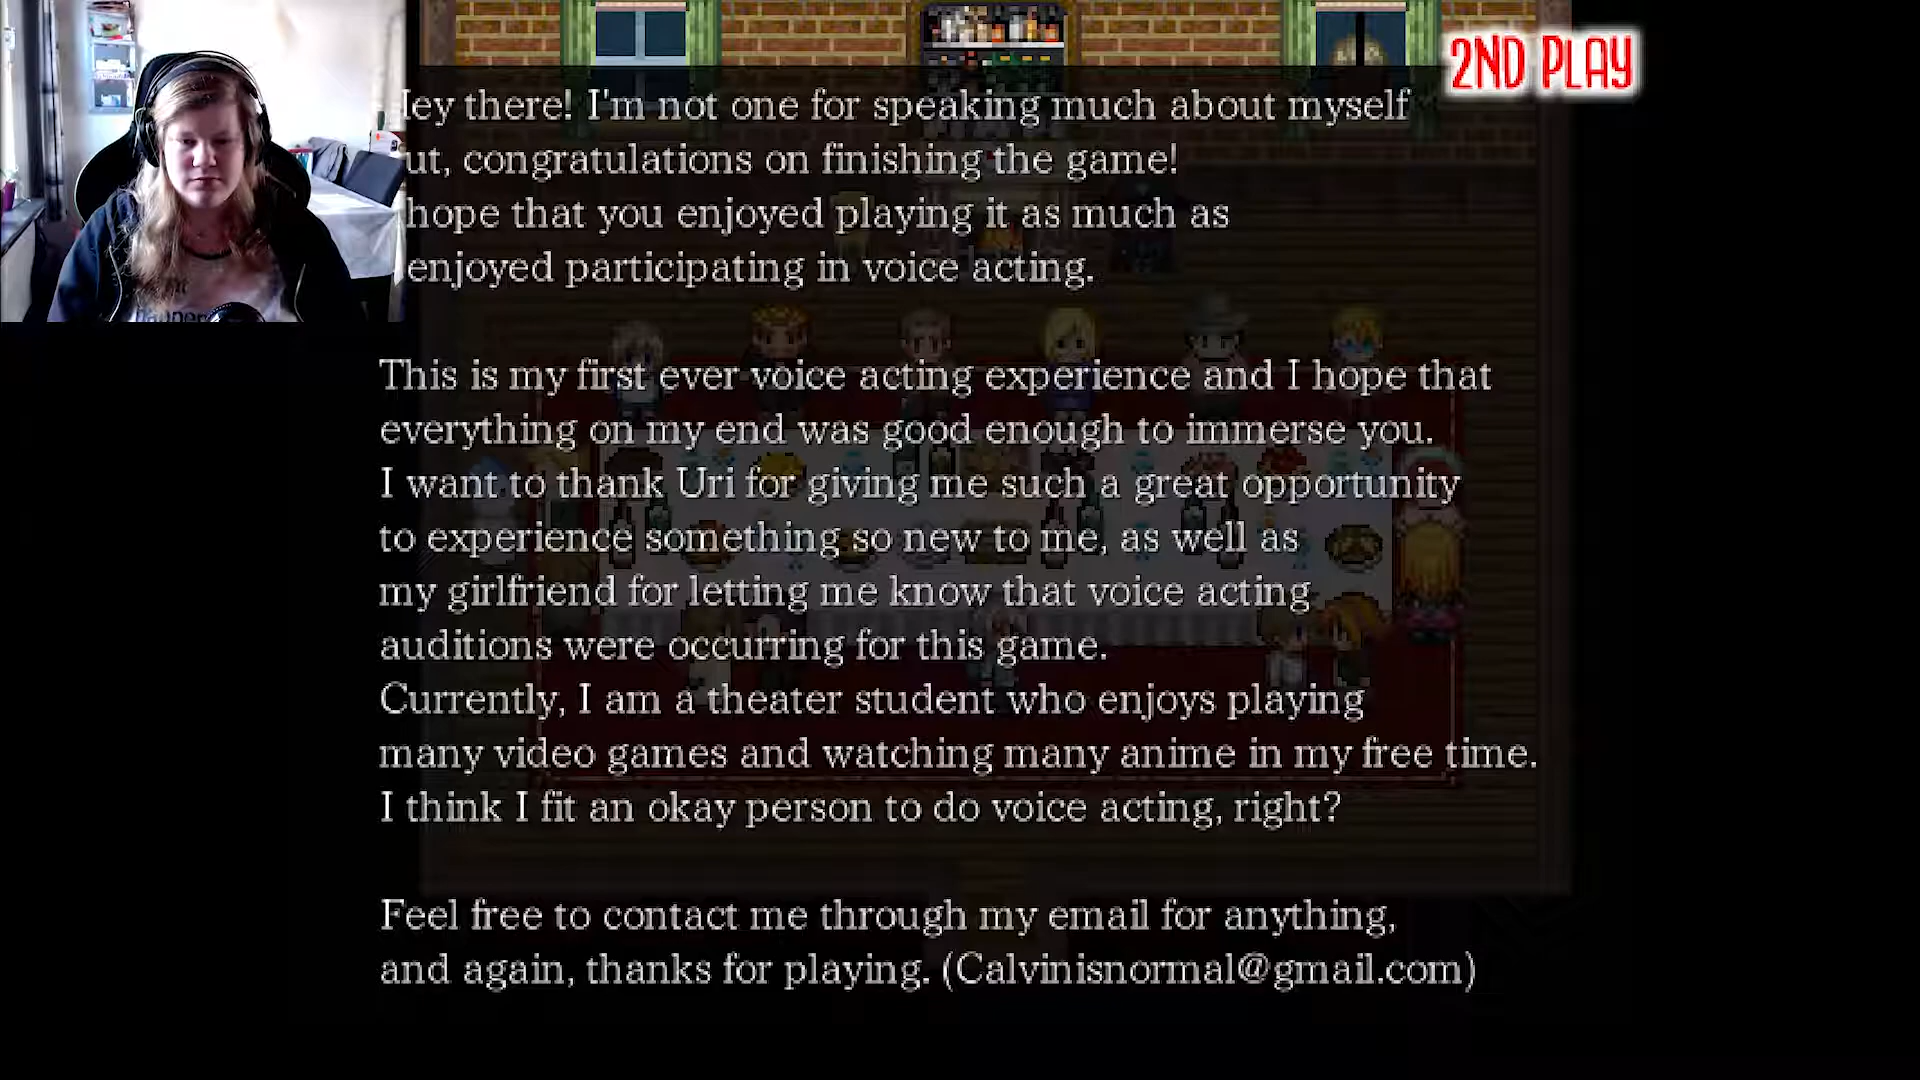 2ND PLAY
ey there! I'm not one for speaking much about myself
ut, congratulations on finishing the game!
hope that you enjoyed playing it as much as
enjoyed participating in voice acting.
This is my first ever voice acting experience and I hope that
everything on my end was good enough to immerse you.
I want to thank Uri for giving me such a great opportunity
to experience something so new to me, as well as
my girlfriend for letting me know that voice acting
auditions were occurring for this game.
Currently, I am a theater student who enjoys playing
many video games and watching many anime in my free time.
I think I fit an okay person to do voice acting, right?
Feel free to contact me through my email for anything,
and again, thanks for playing. (Calvinisnormal@gmail.com)